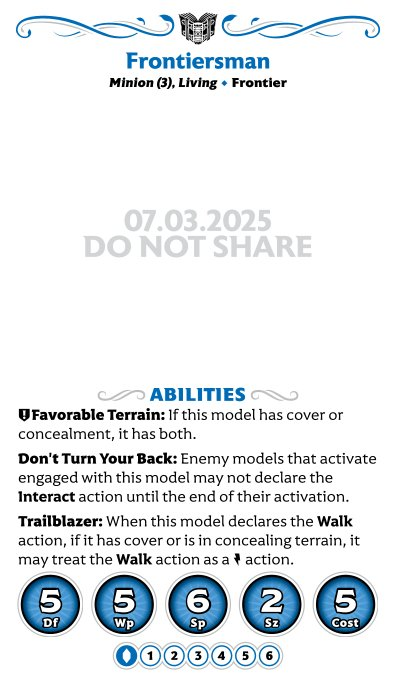 Frontiersman
Minion (3), Living ⬥ Frontier
07.03.2025
DO NOT SHARE
ABILITIES
Favorable Terrain: If this model has cover or
concealment, it has both.
Don't Turn Your Back: Enemy models that activate
engaged with this model may not declare the
Interact action until the end of their activation.
Trailblazer: When this model declares the Walk
action, if it has cover or is in concealing terrain, it
may treat the Walk action as a action.
5 5 6 2 5
Df Wp Sp Sz Cost
1 2 3 4 5 6